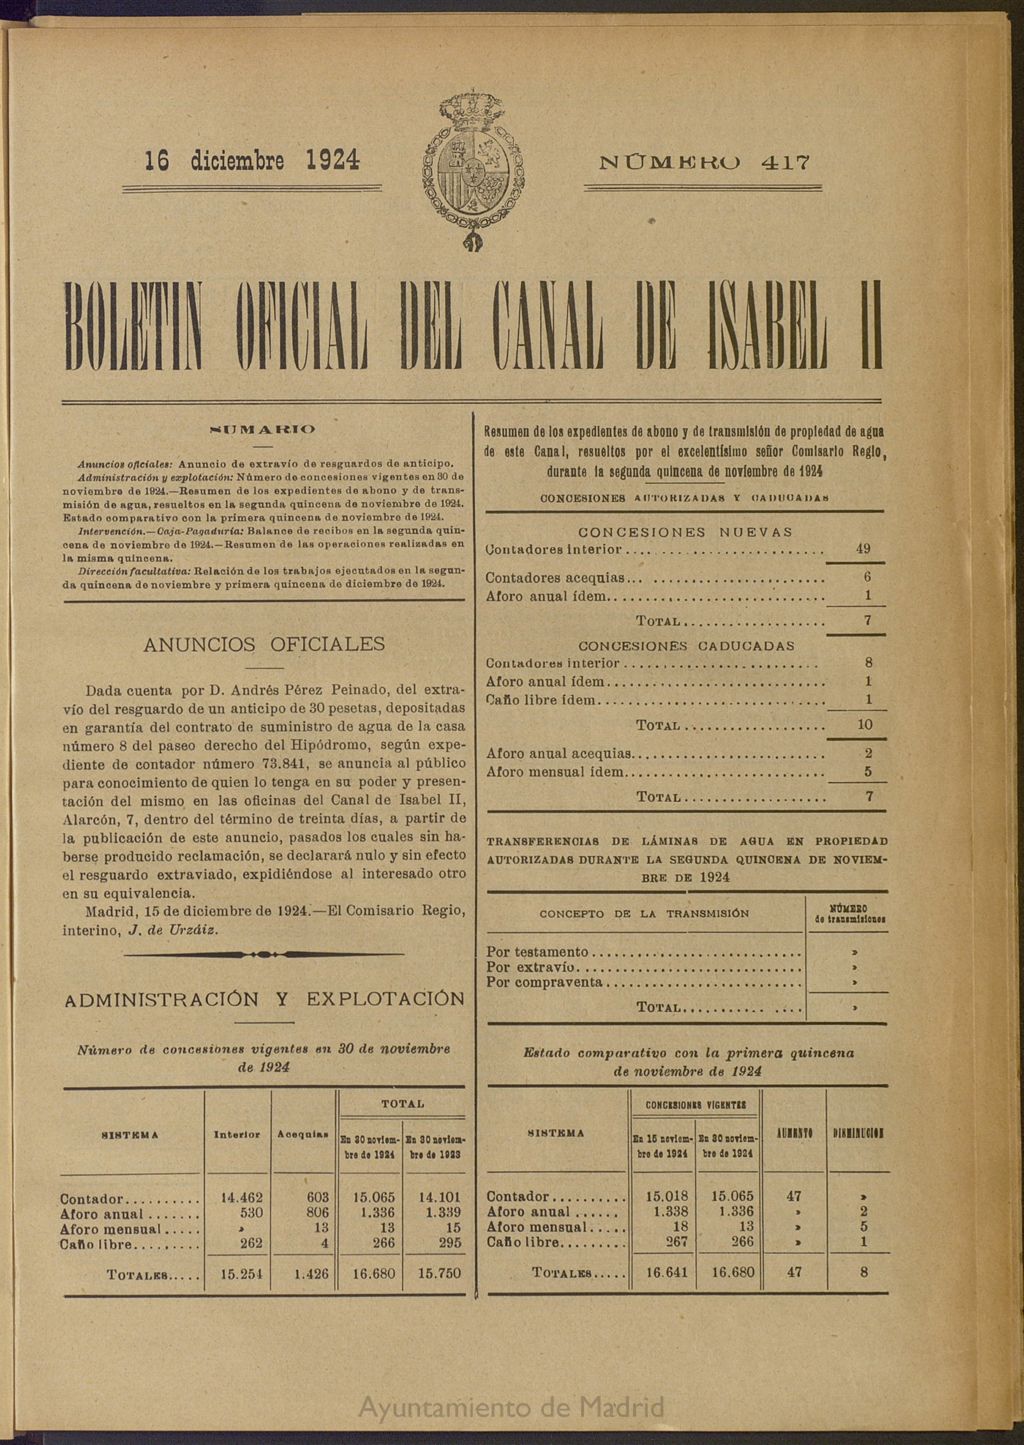 16 diciembre 1924
NÚMERO 417
BOLETIN OFICIAL DEL CANAL DE ISABEL II
SUMARIO
Anuncios oficiales: Anuncio de extravío de resguardos de anticipo.
Administración y explotación: Número de concesiones vigentes en 30 de
noviembre de 1924.—Resumen de los expedientes de abono y de trans-
misión de agua, resueltos en la segunda quincena de noviembre de 1924.
Estado comparativo con la primera quincena de noviembre de 1924.
Intervención.—Caja-Pagaduría: Balance de recibos en la segunda quin-
cena de noviembre de 1924.—Resumen de las operaciones realizadas en
la misma quincena.
Dirección facultativa: Relación de los trabajos ejecutados en la segun-
da quincena de noviembre y primera quincena de diciembre de 1924.
ANUNCIOS OFICIALES
Dada cuenta por D. Andrés Pérez Peinado, del extra-
vío del resguardo de un anticipo de 30 pesetas, depositadas
en garantía del contrato de suministro de agua de la casa
número 8 del paseo derecho del Hipódromo, según expe-
diente de contador número 73.841, se anuncia al público
para conocimiento de quien lo tenga en su poder y presen-
tación del mismo en las oficinas del Canal de Isabel II,
Alarcón, 7, dentro del término de treinta días, a partir de
la publicación de este anuncio, pasados los cuales sin ha-
berse producido reclamación, se declarará nulo y sin efecto
el resguardo extraviado, expidiéndose al interesado otro
en su equivalencia.
Madrid, 15 de diciembre de 1924.—El Comisario Regio,
interino, J. de Urzáiz.
ADMINISTRACIÓN Y EXPLOTACIÓN
Número de concesiones vigentes en 30 de noviembre
de 1924
TOTAL
SISTEMA Interior Acequias En 30 noviem- En 30 noviem-
bre de 1924 bre de 1923
Contador.......... 14.462 603 15.065 14.101
Aforo anual....... 530 806 1.336 1.339
Aforo mensual..... » 13 13 15
Caño libre......... 262 4 266 295
TOTALES..... 15.254 1.426 16.680 15.750
Resumen de los expedientes de abono y de transmisión de propiedad de agua
de este Canal, resueltos por el excelentísimo señor Comisario Regio,
durante la segunda quincena de noviembre de 1924
CONCESIONES AUTORIZADAS Y CADUCADAS
CONCESIONES NUEVAS
Contadores interior.......................... 49
Contadores acequias......................... 6
Aforo anual ídem............................ 1
TOTAL................... 7
CONCESIONES CADUCADAS
Contadores interior......................... 8
Aforo anual ídem............................ 1
Caño libre ídem............................. 1
TOTAL................... 10
Aforo anual acequias......................... 2
Aforo mensual ídem.......................... 5
TOTAL................... 7
TRANSFERENCIAS DE LÁMINAS DE AGUA EN PROPIEDAD
AUTORIZADAS DURANTE LA SEGUNDA QUINCENA DE NOVIEM-
BRE DE 1924
CONCEPTO DE LA TRANSMISIÓN NÚMERO
de transmisiones
Por testamento........................... »
Por extravío............................. »
Por compraventa......................... »
TOTAL................ »
Estado comparativo con la primera quincena
de noviembre de 1924
CONCESIONES VIGENTES
SISTEMA En 15 noviem- En 30 noviem- AUMENTO DISMINUCIÓN
bre de 1924 bre de 1924
Contador.......... 15.018 15.065 47 »
Aforo anual...... 1.338 1.336 » 2
Aforo mensual..... 18 13 » 5
Caño libre......... 267 266 » 1
TOTALES..... 16.641 16.680 47 8
Ayuntamiento de Madrid